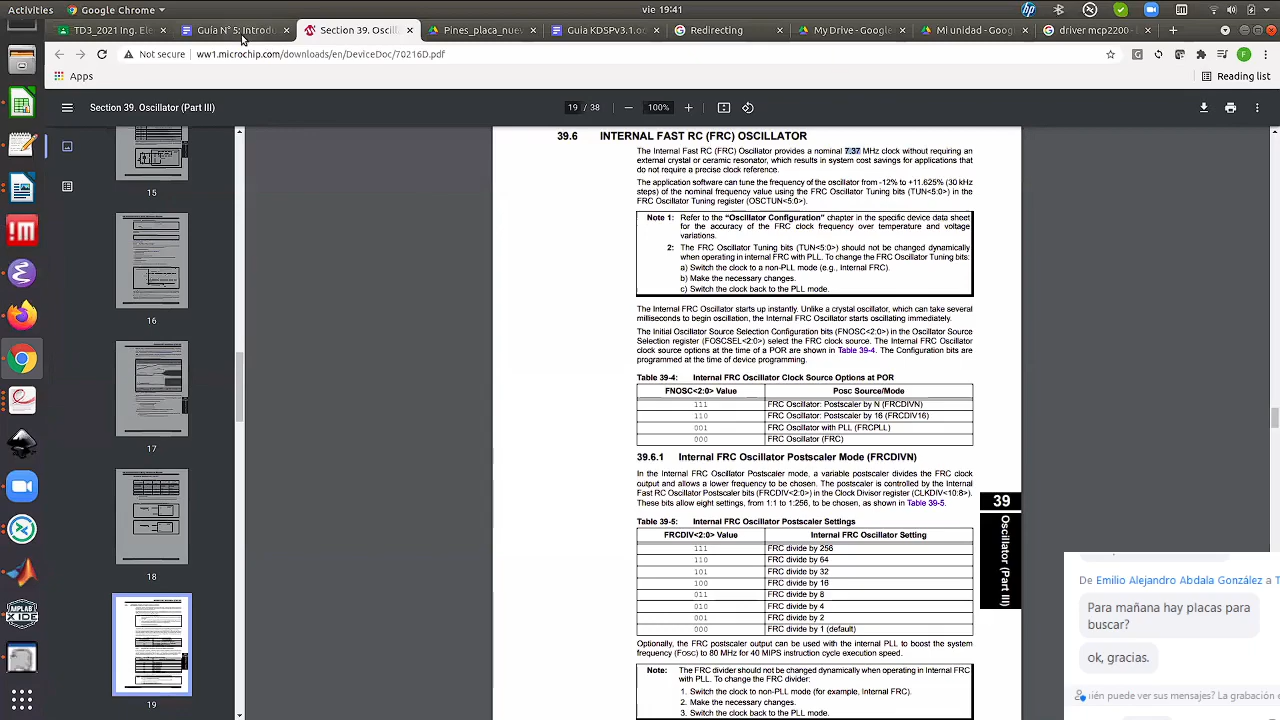 Activities
Google Chrome
vie 19:41
TD3_2021 Ing. Ele
Guía N° 5: Introdu
Section 39. Oscill
Pines_placa_nuev
Guía KDSPv3.1.o
Redirecting
My Drive - Google
Mi unidad - Goog
driver mcp2200 -
Not secure
ww1.microchip.com/downloads/en/DeviceDoc/70216D.pdf
Apps
Reading list
Section 39. Oscillator (Part III)
19 / 38
100%
15
16
17
18
19
39.6 INTERNAL FAST RC (FRC) OSCILLATOR
The Internal Fast RC (FRC) Oscillator provides a nominal 7.37 MHz clock without requiring an
external crystal or ceramic resonator, which results in system cost savings for applications that
do not require a precise clock reference.
The application software can tune the frequency of the oscillator from -12% to +11.625% (30 kHz
steps) of the nominal frequency value using the FRC Oscillator Tuning bits (TUN<5:0>) in the
FRC Oscillator Tuning register (OSCTUN<5:0>).
Note 1: Refer to the "Oscillator Configuration" chapter in the specific device data sheet
for the accuracy of the FRC clock frequency over temperature and voltage
variations.
2: The FRC Oscillator Tuning bits (TUN<5:0>) should not be changed dynamically
when operating in internal FRC with PLL. To change the FRC Oscillator Tuning bits:
a) Switch the clock to a non-PLL mode (e.g., Internal FRC).
b) Make the necessary changes.
c) Switch the clock back to the PLL mode.
The Internal FRC Oscillator starts up instantly. Unlike a crystal oscillator, which can take several
milliseconds to begin oscillation, the Internal FRC Oscillator starts oscillating immediately.
The Initial Oscillator Source Selection Configuration bits (FNOSC<2:0>) in the Oscillator Source
Selection register (FOSCSEL<2:0>) select the FRC clock source. The Internal FRC Oscillator
clock source options at the time of a POR are shown in Table 39-4. The Configuration bits are
programmed at the time of device programming.
Table 39-4: Internal FRC Oscillator Clock Source Options at POR
FNOSC<2:0> Value Posc Source/Mode
111 FRC Oscillator: Postscaler by N (FRCDIVN)
110 FRC Oscillator: Postscaler by 16 (FRCDIV16)
001 FRC Oscillator with PLL (FRCPLL)
000 FRC Oscillator (FRC)
39.6.1 Internal FRC Oscillator Postscaler Mode (FRCDIVN)
In the Internal FRC Oscillator Postscaler mode, a variable postscaler divides the FRC clock
output and allows a lower frequency to be chosen. The postscaler is controlled by the Internal
Fast RC Oscillator Postscaler bits (FRCDIV<2:0>) in the Clock Divisor register (CLKDIV<10:8>).
These bits allow eight settings, from 1:1 to 1:256, to be chosen, as shown in Table 39-5.
Table 39-5: Internal FRC Oscillator Postscaler Settings
FRCDIV<2:0> Value Internal FRC Oscillator Setting
111 FRC divide by 256
110 FRC divide by 64
101 FRC divide by 32
100 FRC divide by 16
011 FRC divide by 8
010 FRC divide by 4
001 FRC divide by 2
000 FRC divide by 1 (default)
Optionally, the FRC postscaler output can be used with the internal PLL to boost the system
frequency (Fosc) to 80 MHz for 40 MIPS instruction cycle execution speed.
Note: The FRC divider should not be changed dynamically when operating in Internal FRC
with PLL. To change the FRC divider:
1. Switch the clock to non-PLL mode (for example, Internal FRC).
2. Make the necessary changes.
3. Switch the clock back to the PLL mode.
39
Oscillator (Part III)
De Emilio Alejandro Abdala González a T
Para mañana hay placas para
buscar?
ok, gracias.
ién puede ver sus mensajes? La grabación e